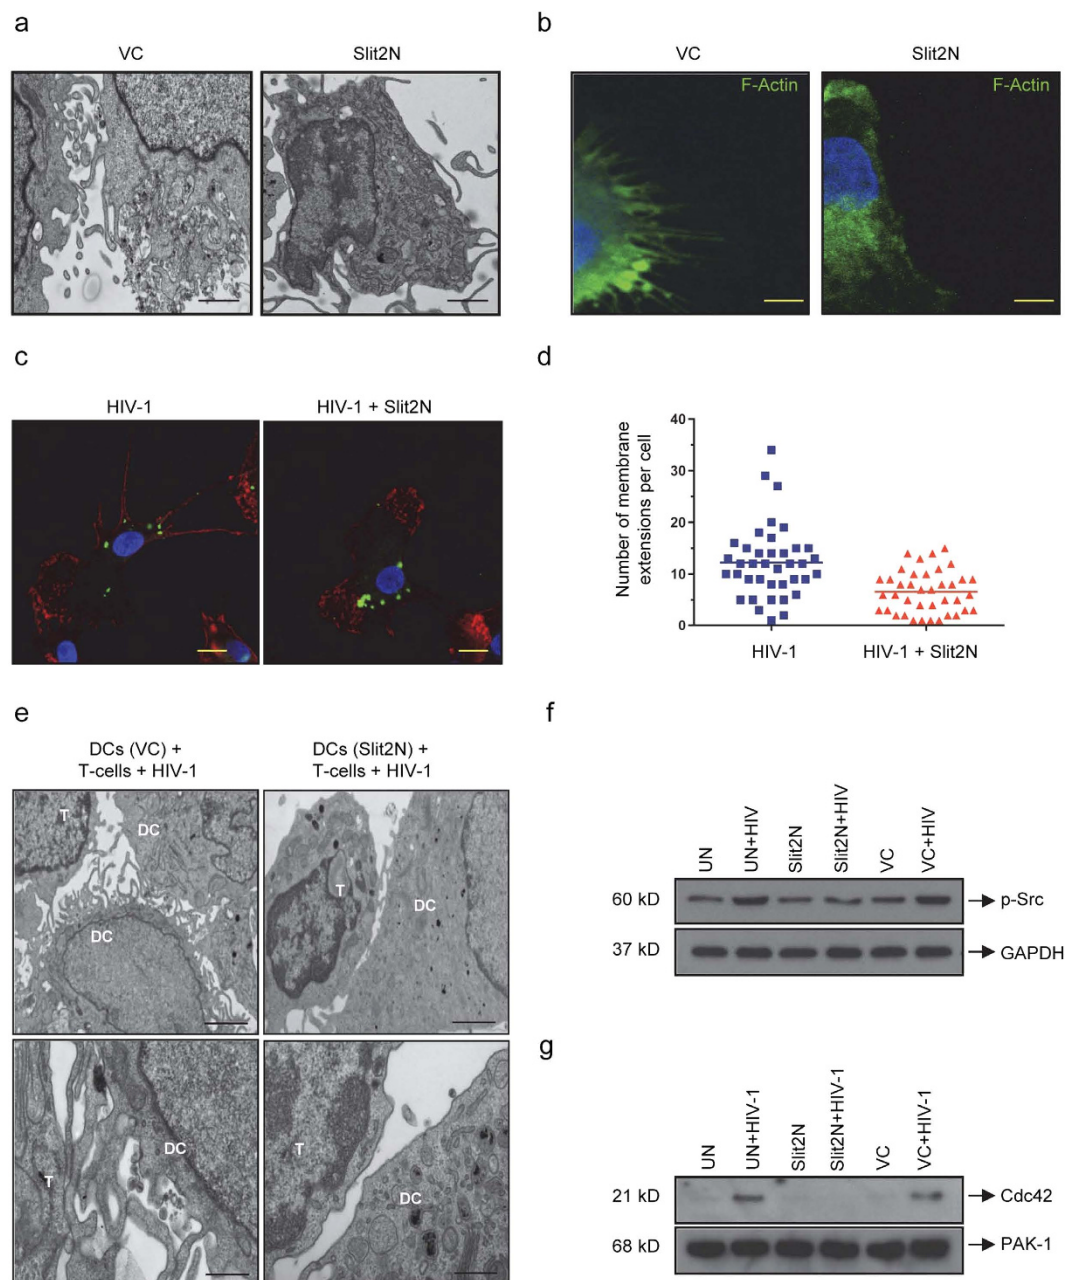 a
VC
Slit2N
b
VC
Slit2N
F-Actin
F-Actin
c
HIV-1
HIV-1 + Slit2N
d
Number of membrane
extensions per cell
40
30
20
10
0
HIV-1
HIV-1 + Slit2N
e
DCs (VC) +
T-cells + HIV-1
DCs (Slit2N) +
T-cells + HIV-1
T
DC
DC
T
DC
T
DC
T
DC
f
UN
UN+HIV
Slit2N
Slit2N+HIV
VC
VC+HIV
60 kD
p-Src
37 kD
GAPDH
g
UN
UN+HIV-1
Slit2N
Slit2N+HIV-1
VC
VC+HIV-1
21 kD
Cdc42
68 kD
PAK-1